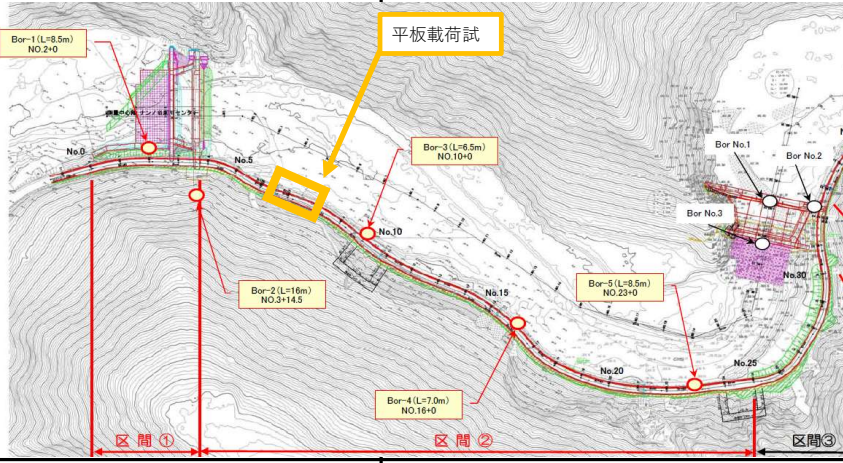 平板載荷試
Bor-1(L=8.5m)
NO.2+0
No.0
No.5
Bor-3(L=6.5m)
NO.10+0
No.10
Bor No.1
Bor No.2
Bor No.3
Bor-2(L=16m)
NO.3+14.5
No.15
Bor-5(L=8.5m)
NO.23+0
No.30
No.20
No.25
Bor-4(L=7.0m)
NO.16+0
区間①
区間②
区間③